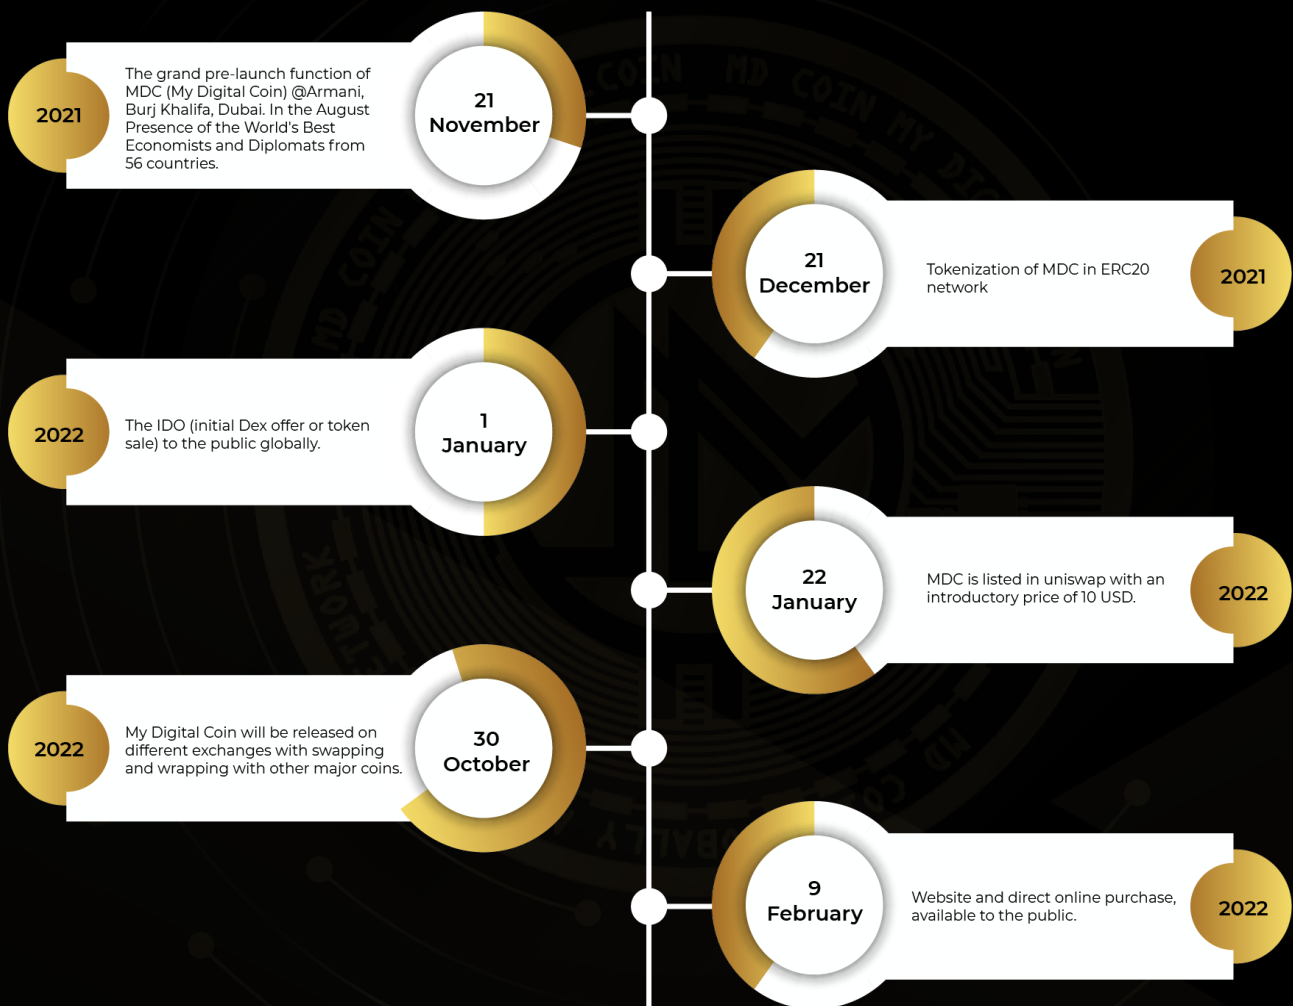 2021
The grand pre-launch function of
MDC (My Digital Coin) @Armani,
Burj Khalifa, Dubai. In the August
Presence of the World's Best
Economists and Diplomats from
56 countries.
21
November
21
December
Tokenization of MDC in ERC20
network
2021
2022
The IDO (initial Dex offer or token
sale) to the public globally.
1
January
22
January
MDC is listed in uniswap with an
introductory price of 10 USD.
2022
2022
My Digital Coin will be released on
different exchanges with swapping
and wrapping with other major coins.
30
October
9
February
Website and direct online purchase,
available to the public.
2022